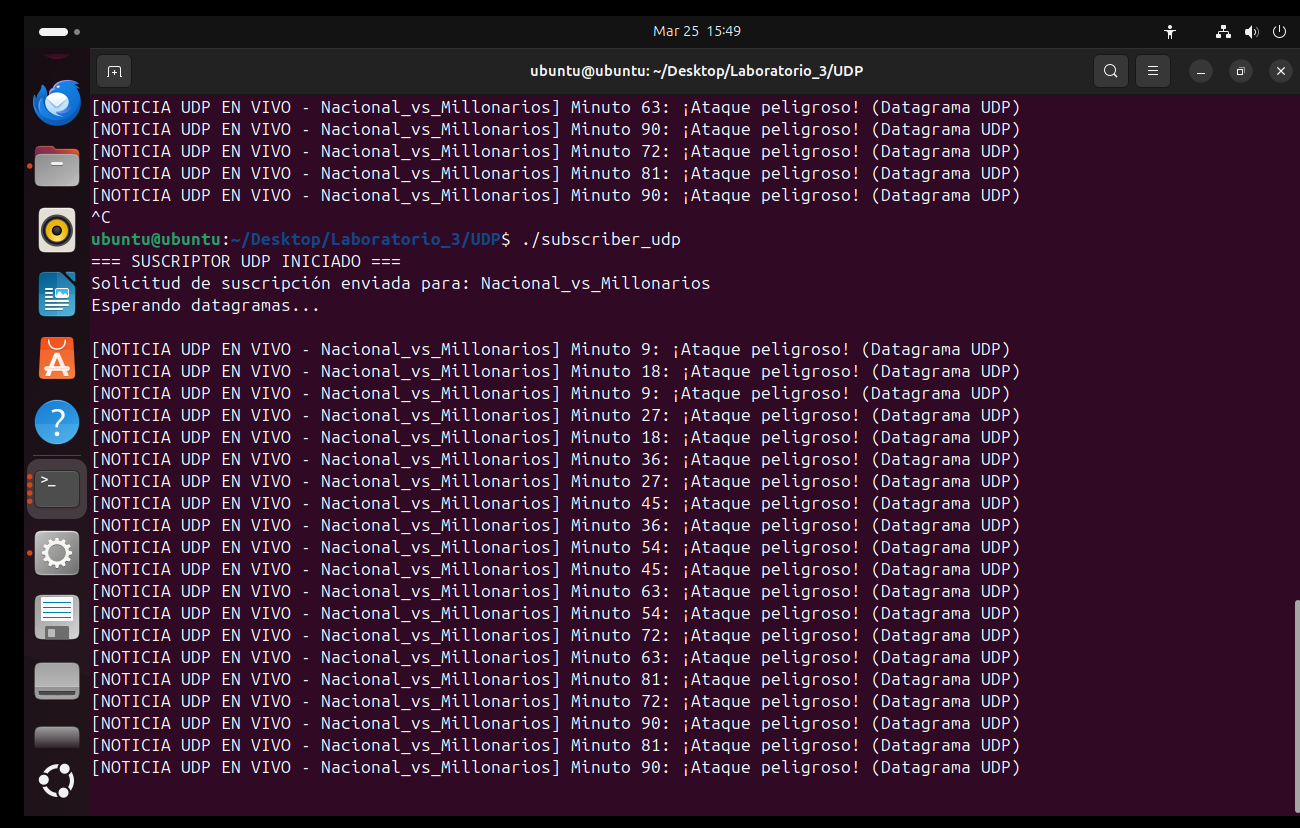 Mar 25 15:49
ubuntu@ubuntu: ~/Desktop/Laboratorio_3/UDP
[NOTICIA UDP EN VIVO - Nacional_vs_Millonarios] Minuto 63: ¡Ataque peligroso! (Datagrama UDP)
[NOTICIA UDP EN VIVO - Nacional_vs_Millonarios] Minuto 90: ¡Ataque peligroso! (Datagrama UDP)
[NOTICIA UDP EN VIVO - Nacional_vs_Millonarios] Minuto 72: ¡Ataque peligroso! (Datagrama UDP)
[NOTICIA UDP EN VIVO - Nacional_vs_Millonarios] Minuto 81: ¡Ataque peligroso! (Datagrama UDP)
[NOTICIA UDP EN VIVO - Nacional_vs_Millonarios] Minuto 90: ¡Ataque peligroso! (Datagrama UDP)
^C
ubuntu@ubuntu:~/Desktop/Laboratorio_3/UDP$ ./subscriber_udp
=== SUSCRIPTOR UDP INICIADO ===
Solicitud de suscripción enviada para: Nacional_vs_Millonarios
Esperando datagramas...
[NOTICIA UDP EN VIVO - Nacional_vs_Millonarios] Minuto 9: ¡Ataque peligroso! (Datagrama UDP)
[NOTICIA UDP EN VIVO - Nacional_vs_Millonarios] Minuto 18: ¡Ataque peligroso! (Datagrama UDP)
[NOTICIA UDP EN VIVO - Nacional_vs_Millonarios] Minuto 9: ¡Ataque peligroso! (Datagrama UDP)
[NOTICIA UDP EN VIVO - Nacional_vs_Millonarios] Minuto 27: ¡Ataque peligroso! (Datagrama UDP)
[NOTICIA UDP EN VIVO - Nacional_vs_Millonarios] Minuto 18: ¡Ataque peligroso! (Datagrama UDP)
[NOTICIA UDP EN VIVO - Nacional_vs_Millonarios] Minuto 36: ¡Ataque peligroso! (Datagrama UDP)
[NOTICIA UDP EN VIVO - Nacional_vs_Millonarios] Minuto 27: ¡Ataque peligroso! (Datagrama UDP)
[NOTICIA UDP EN VIVO - Nacional_vs_Millonarios] Minuto 45: ¡Ataque peligroso! (Datagrama UDP)
[NOTICIA UDP EN VIVO - Nacional_vs_Millonarios] Minuto 36: ¡Ataque peligroso! (Datagrama UDP)
[NOTICIA UDP EN VIVO - Nacional_vs_Millonarios] Minuto 54: ¡Ataque peligroso! (Datagrama UDP)
[NOTICIA UDP EN VIVO - Nacional_vs_Millonarios] Minuto 45: ¡Ataque peligroso! (Datagrama UDP)
[NOTICIA UDP EN VIVO - Nacional_vs_Millonarios] Minuto 63: ¡Ataque peligroso! (Datagrama UDP)
[NOTICIA UDP EN VIVO - Nacional_vs_Millonarios] Minuto 54: ¡Ataque peligroso! (Datagrama UDP)
[NOTICIA UDP EN VIVO - Nacional_vs_Millonarios] Minuto 72: ¡Ataque peligroso! (Datagrama UDP)
[NOTICIA UDP EN VIVO - Nacional_vs_Millonarios] Minuto 63: ¡Ataque peligroso! (Datagrama UDP)
[NOTICIA UDP EN VIVO - Nacional_vs_Millonarios] Minuto 81: ¡Ataque peligroso! (Datagrama UDP)
[NOTICIA UDP EN VIVO - Nacional_vs_Millonarios] Minuto 72: ¡Ataque peligroso! (Datagrama UDP)
[NOTICIA UDP EN VIVO - Nacional_vs_Millonarios] Minuto 90: ¡Ataque peligroso! (Datagrama UDP)
[NOTICIA UDP EN VIVO - Nacional_vs_Millonarios] Minuto 81: ¡Ataque peligroso! (Datagrama UDP)
[NOTICIA UDP EN VIVO - Nacional_vs_Millonarios] Minuto 90: ¡Ataque peligroso! (Datagrama UDP)